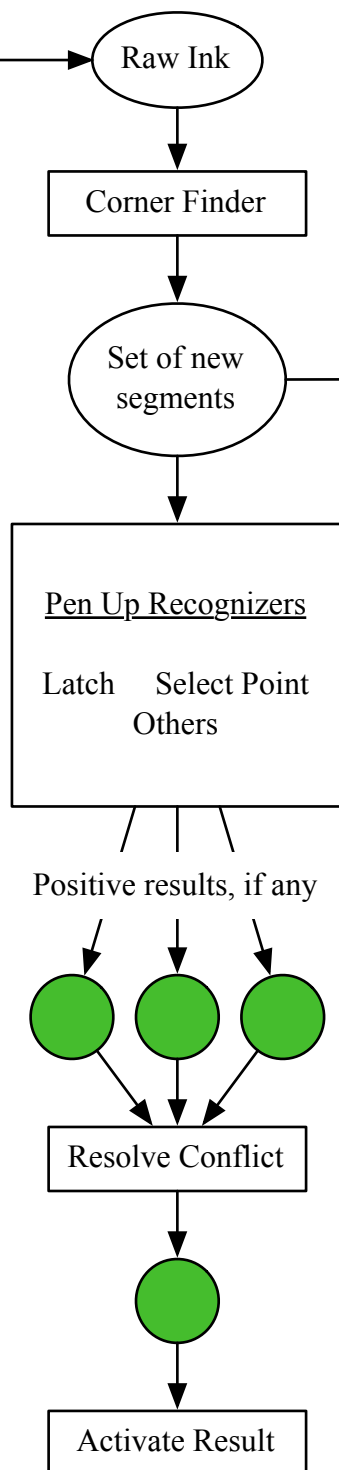 Raw Ink
Corner Finder
Set of new
segments
Pen Up Recognizers
Latch Select Point
Others
Positive results, if any
Resolve Conflict
Activate Result